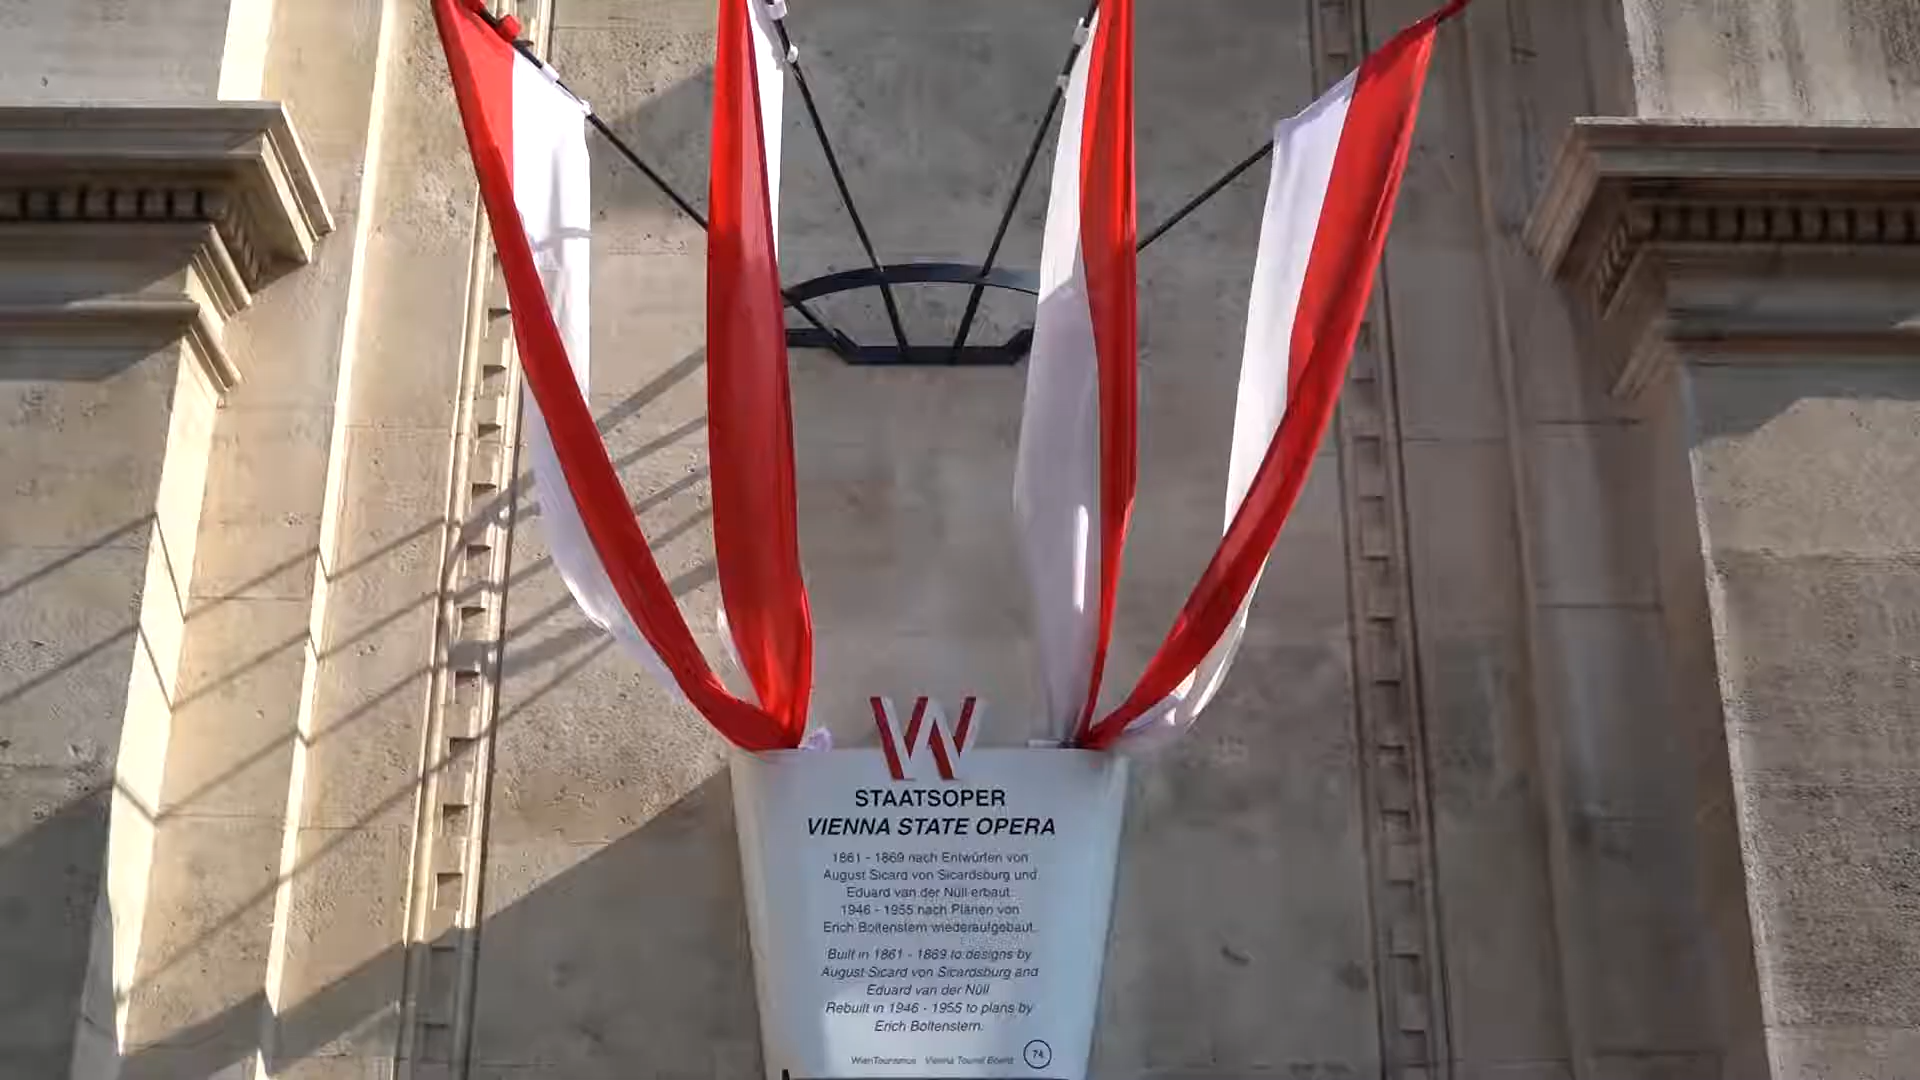 W
STAATSOPER
VIENNA STATE OPERA
1861 - 1869 nach Entwürfen von
August Sicard von Sicardsburg und
Eduard van der Nüll erbaut.
1946 - 1955 nach Plänen von
Erich Boltenstern wiederaufgebaut.
Built in 1861 - 1869 to designs by
August Sicard von Sicardsburg and
Eduard van der Nüll
Rebuilt in 1946 - 1955 to plans by
Erich Boltenstern.
WienTourismus Vienna Tourist Board 74